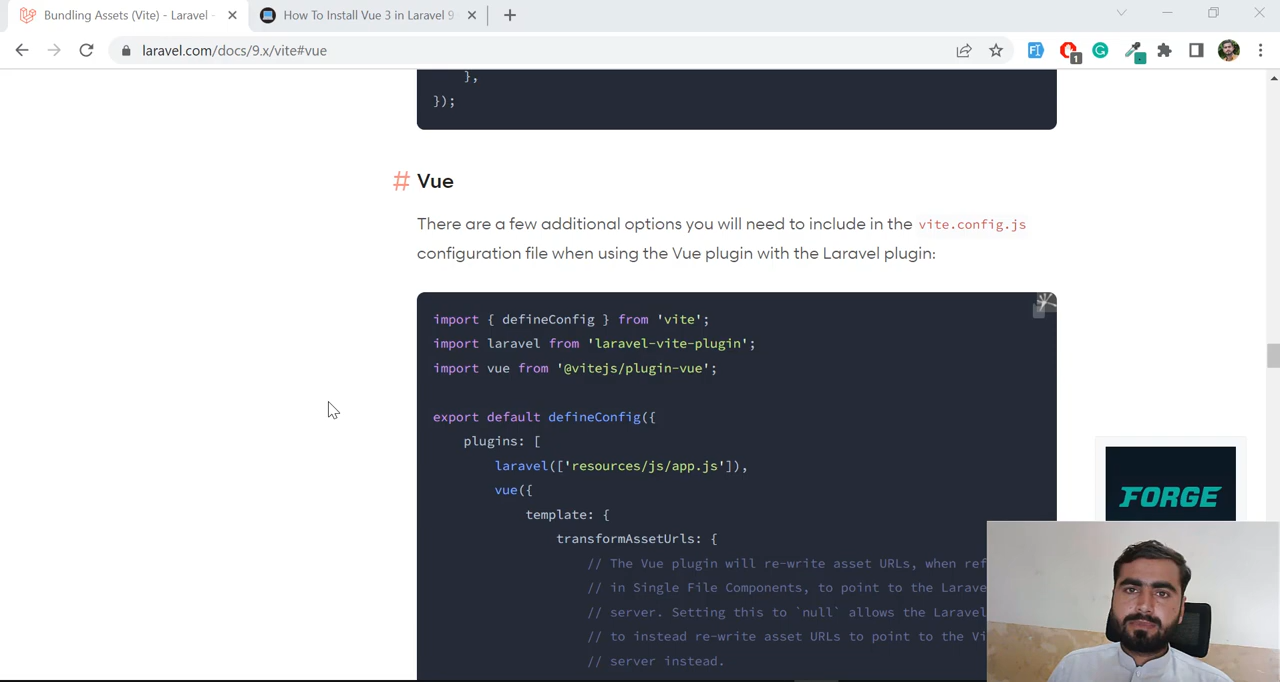 Bundling Assets (Vite) - Laravel -
How To Install Vue 3 in Laravel 9
laravel.com/docs/9.x/vite#vue
1
},
});
# Vue
There are a few additional options you will need to include in the vite.config.js
configuration file when using the Vue plugin with the Laravel plugin:
import { defineConfig } from 'vite';
import laravel from 'laravel-vite-plugin';
import vue from '@vitejs/plugin-vue';
export default defineConfig({
plugins: [
laravel(['resources/js/app.js']),
vue({
template: {
transformAssetUrls: {
// The Vue plugin will re-write asset URLs, when ref
// in Single File Components, to point to the Larave
// server. Setting this to `null` allows the Laravel
// to instead re-write asset URLs to point to the Vi
// server instead.
FORGE